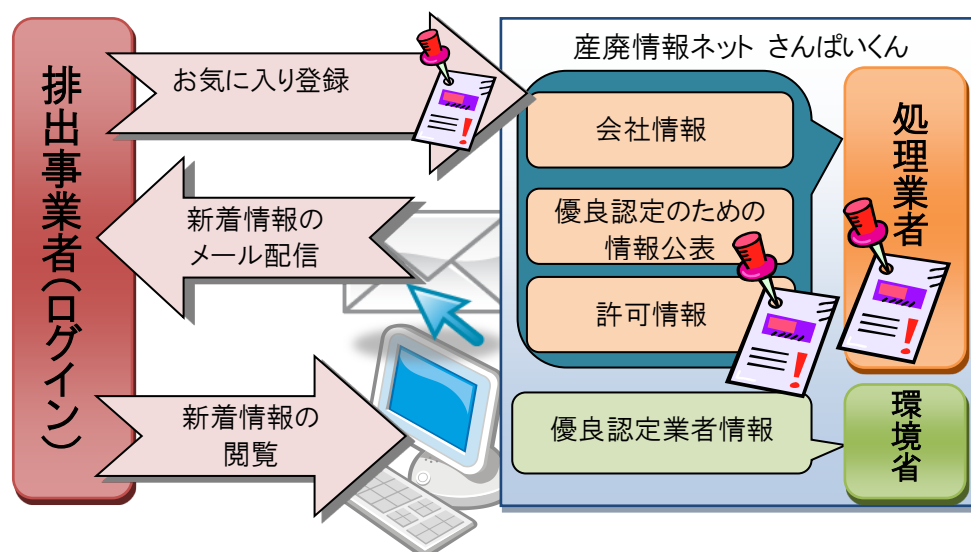 排出事業者(ログイン)
お気に入り登録
新着情報の
メール配信
新着情報の
閲覧
産廃情報ネット さんぱいくん
会社情報
優良認定のための
情報公表
許可情報
処理業者
優良認定業者情報
環境省